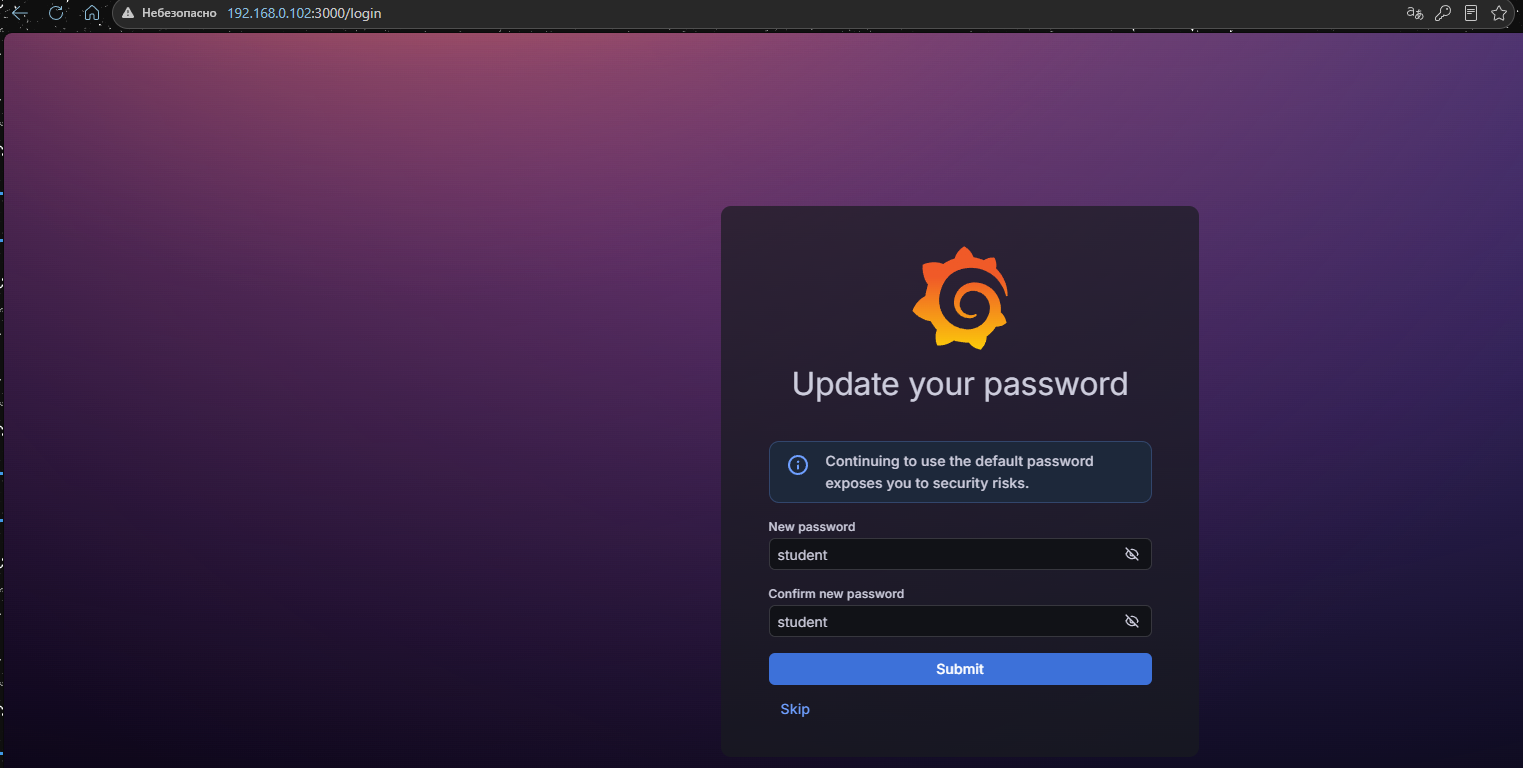 Небезопасно 192.168.0.102:3000/login
Update your password
Continuing to use the default password
exposes you to security risks.
New password
student
Confirm new password
student
Submit
Skip